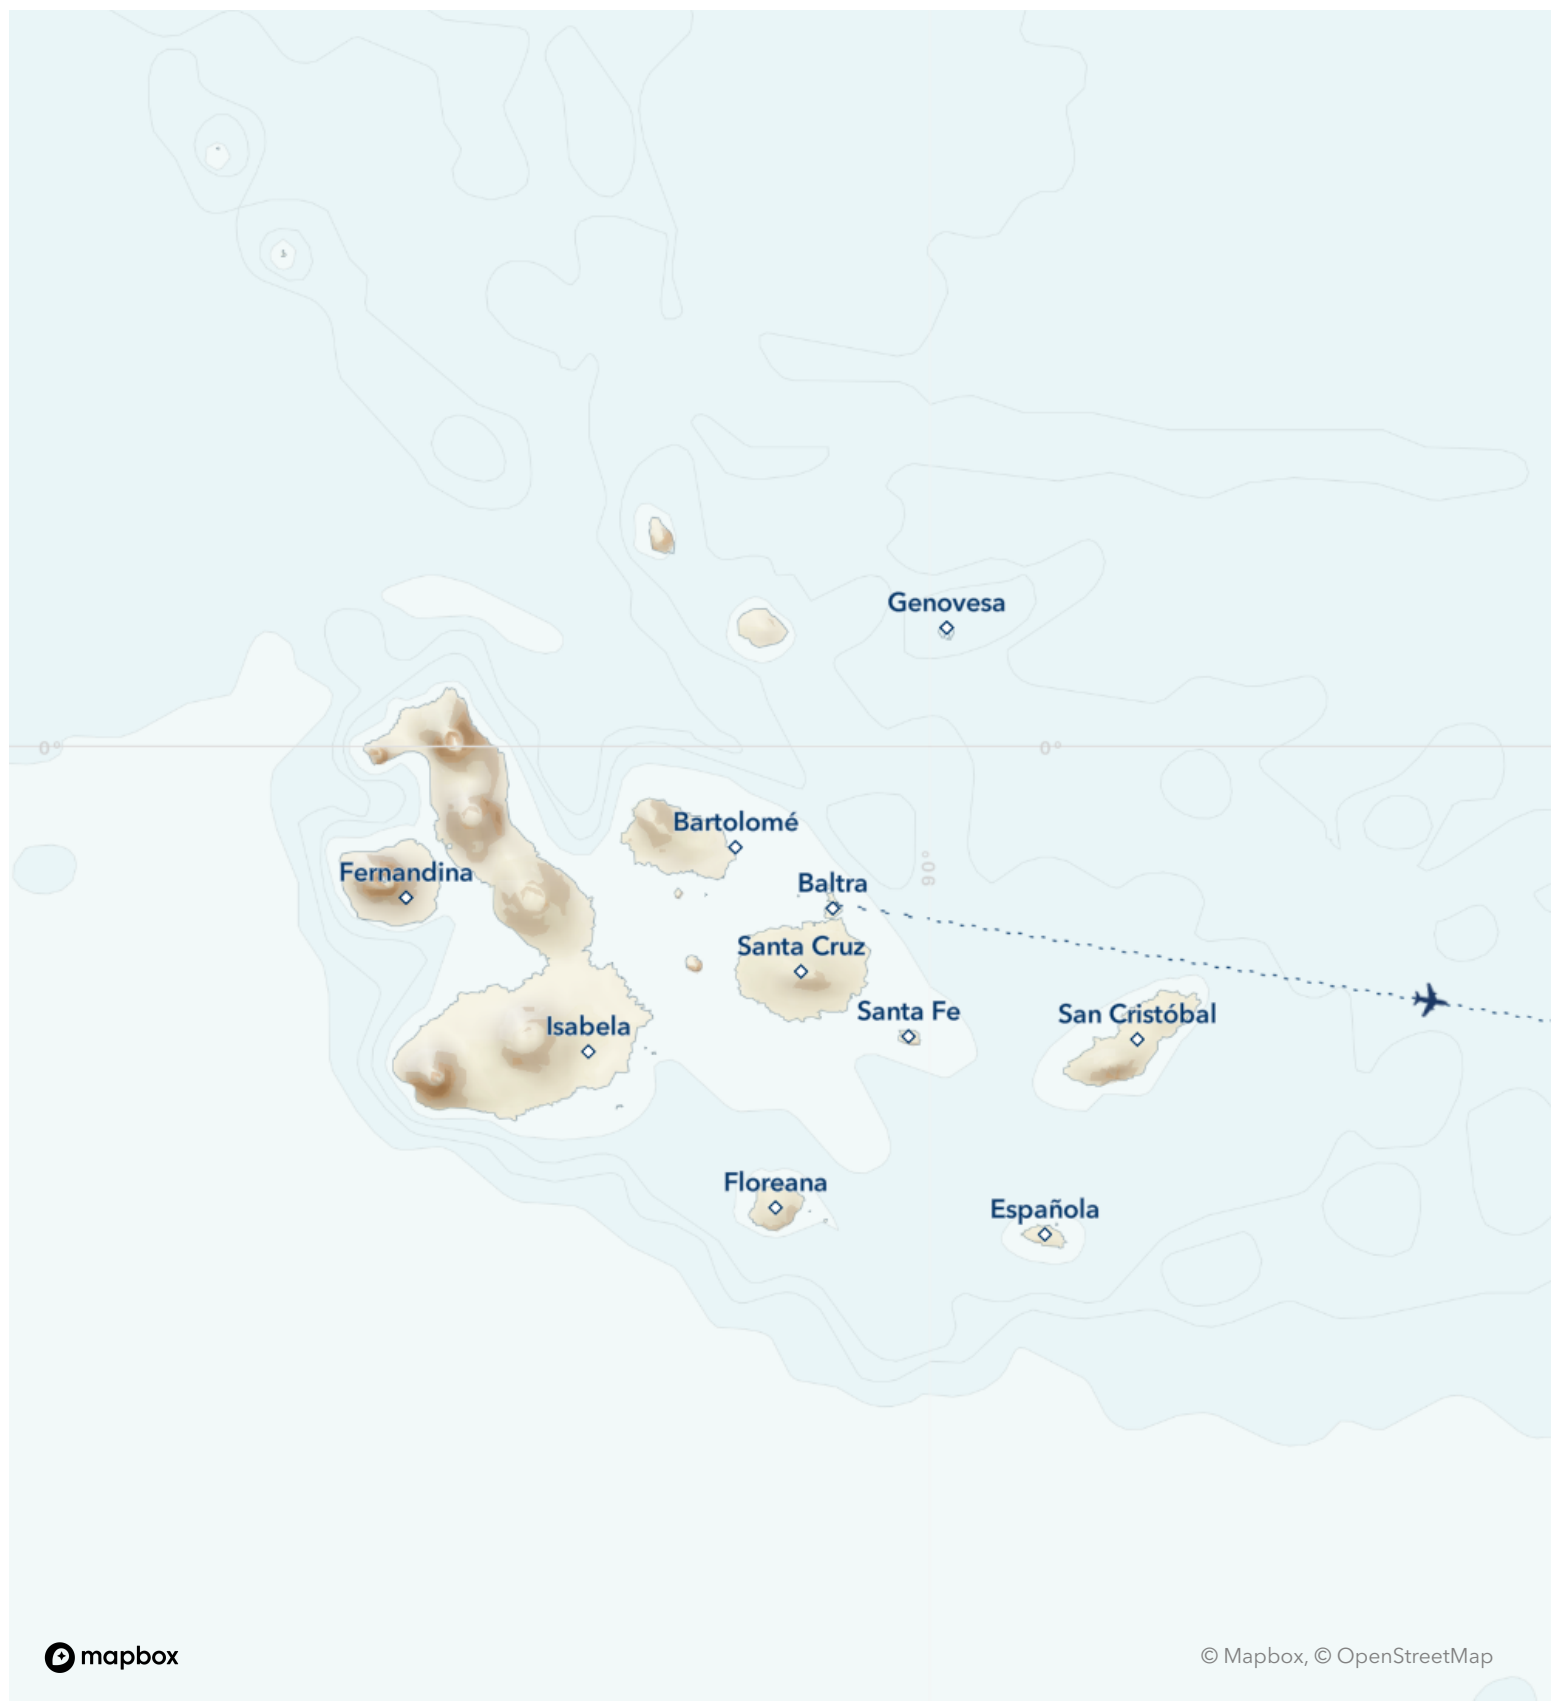 Genovesa
0°
0°
Bartolomé
90°
Fernandina
Baltra
Santa Cruz
Santa Fe
San Cristóbal
Isabela
Floreana
Española
mapbox
© Mapbox, © OpenStreetMap